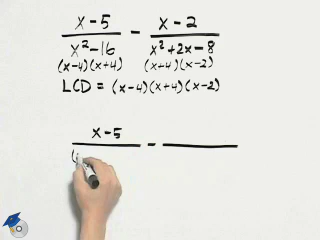 x-5 / x²-16 - x-2 / x²+2x-8
(x-4)(x+4) (x+4)(x-2)
LCD = (x-4)(x+4)(x-2)
x-5 / ( -